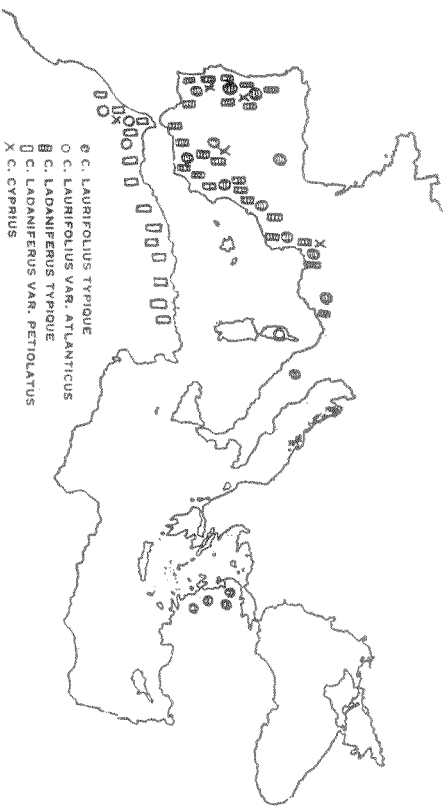 ● C. LAURIFOLIUS TYPIQUE
○ C. LAURIFOLIUS VAR. ATLANTICUS
▮ C. LADANIFERUS TYPIQUE
▯ C. LADANIFERUS VAR. PETIOLATUS
X C. CYPRIUS